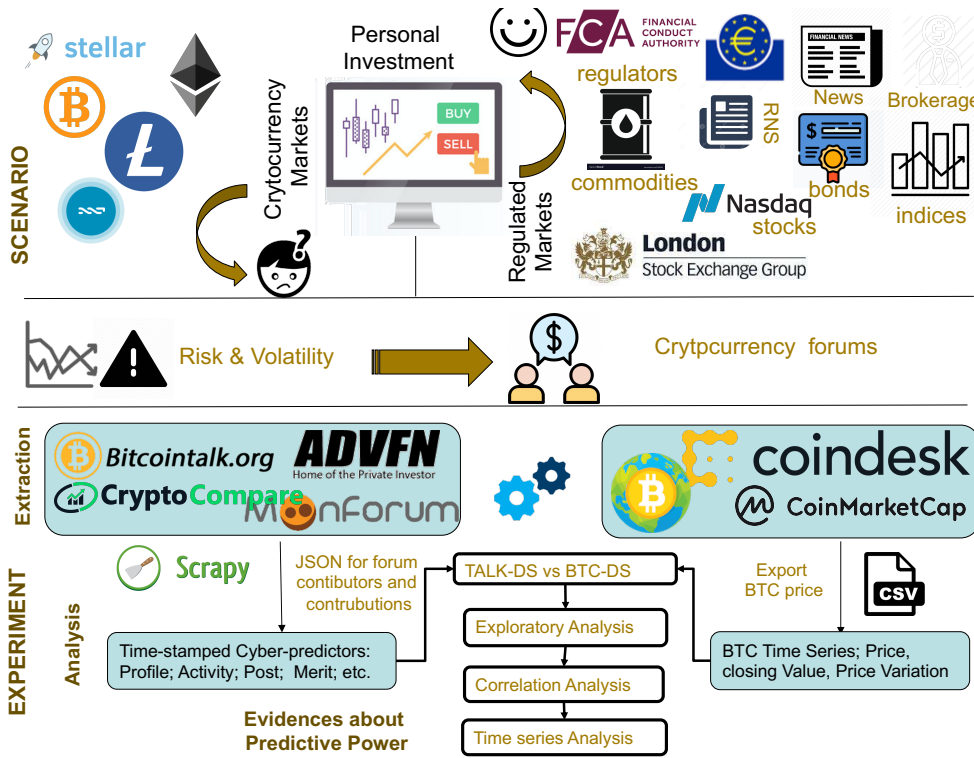 stellar
SCENARIO
Crytocurrency
Markets
Personal
Investment
BUY
SELL
?
Regulated
Markets
FCA
FINANCIAL
CONDUCT
AUTHORITY
regulators
€
RNS
FINANCIAL NEWS
News
Brokerage
commodities
$
bonds
indices
Nasdaq
stocks
London
Stock Exchange Group
!
Risk & Volatility
$
Crytpcurrency forums
EXPERIMENT
Extraction
Bitcointalk.org
ADVFN
Home of the Private Investor
CryptoCompare
MoonForum
coindesk
CoinMarketCap
Analysis
Scrapy
JSON for forum
contibutors and
contrubutions
TALK-DS vs BTC-DS
Export
BTC price
CSV
Exploratory Analysis
Time-stamped Cyber-predictors:
Profile; Activity; Post; Merit; etc.
BTC Time Series; Price,
closing Value, Price Variation
Correlation Analysis
Evidences about
Predictive Power
Time series Analysis